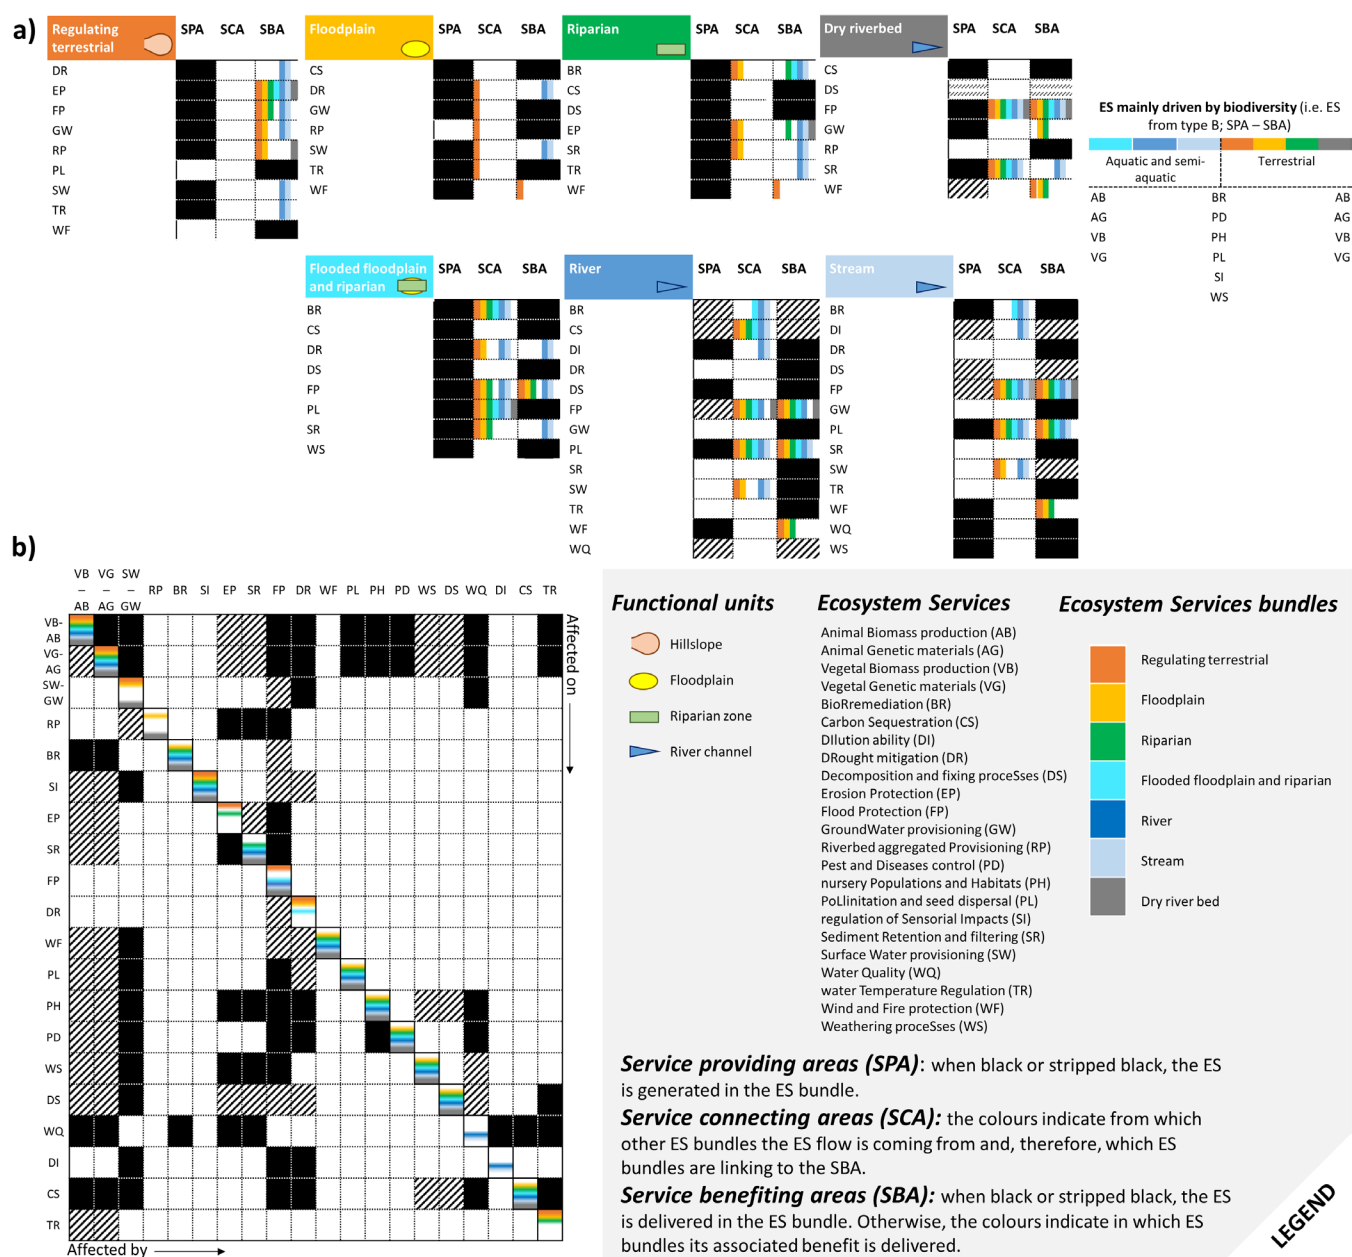 a)
Regulating terrestrial
SPA SCA SBA
DR
EP
FP
GW
RP
PL
SW
TR
WF
Floodplain
SPA SCA SBA
CS
DR
GW
RP
SW
TR
WF
Riparian
SPA SCA SBA
BR
CS
DS
EP
SR
TR
WF
Dry riverbed
SPA SCA SBA
CS
DS
FP
GW
RP
SR
WF
ES mainly driven by biodiversity (i.e. ES
from type B; SPA – SBA)
Aquatic and semi-
aquatic
Terrestrial
AB BR AB
AG PD AG
VB PH VB
VG PL VG
SI
WS
Flooded floodplain
and riparian
SPA SCA SBA
BR
CS
DR
DS
FP
PL
SR
WS
River
SPA SCA SBA
BR
CS
DI
DR
DS
FP
GW
PL
SR
SW
TR
WF
WQ
Stream
SPA SCA SBA
BR
DI
DR
DS
FP
GW
PL
SR
SW
TR
WF
WQ
WS
b)
VB – AB VG – AG SW – GW RP BR SI EP SR FP DR WF PL PH PD WS DS WQ DI CS TR
VB-
AB
VG-
AG
SW-
GW
RP
BR
SI
EP
SR
FP
DR
WF
PL
PH
PD
WS
DS
WQ
DI
CS
TR
Affected on
Affected by
Functional units
Hillslope
Floodplain
Riparian zone
River channel
Ecosystem Services
Animal Biomass production (AB)
Animal Genetic materials (AG)
Vegetal Biomass production (VB)
Vegetal Genetic materials (VG)
BioRremediation (BR)
Carbon Sequestration (CS)
DIlution ability (DI)
DRought mitigation (DR)
Decomposition and fixing proceSses (DS)
Erosion Protection (EP)
Flood Protection (FP)
GroundWater provisioning (GW)
Riverbed aggregated Provisioning (RP)
Pest and Diseases control (PD)
nursery Populations and Habitats (PH)
PoLlinitation and seed dispersal (PL)
regulation of Sensorial Impacts (SI)
Sediment Retention and filtering (SR)
Surface Water provisioning (SW)
Water Quality (WQ)
water Temperature Regulation (TR)
Wind and Fire protection (WF)
Weathering proceSses (WS)
Ecosystem Services bundles
Regulating terrestrial
Floodplain
Riparian
Flooded floodplain and riparian
River
Stream
Dry river bed
Service providing areas (SPA): when black or stripped black, the ES
is generated in the ES bundle.
Service connecting areas (SCA): the colours indicate from which
other ES bundles the ES flow is coming from and, therefore, which ES
bundles are linking to the SBA.
Service benefiting areas (SBA): when black or stripped black, the ES
is delivered in the ES bundle. Otherwise, the colours indicate in which ES
bundles its associated benefit is delivered.
LEGEND